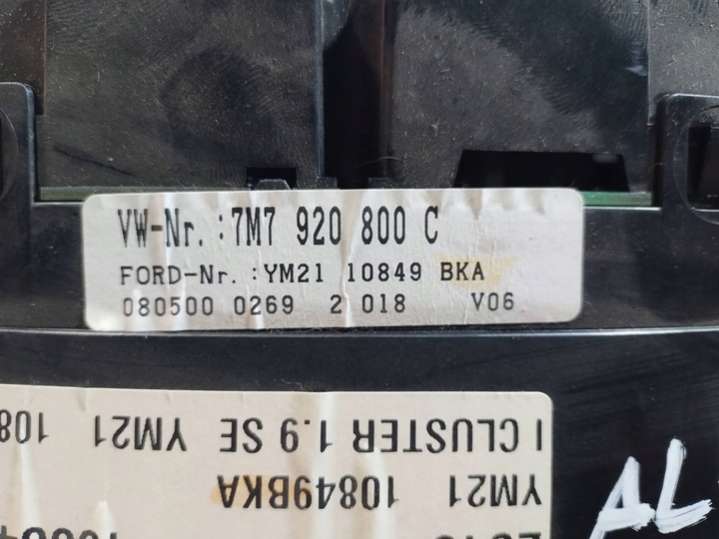 VW-Nr.:7M7 920 800 C
FORD-Nr.:YM21 10849 BKA
080500 0269 2 018 V06
I CLUSTER 1.9 SE YM21 108
YM21 10849BKA
AL